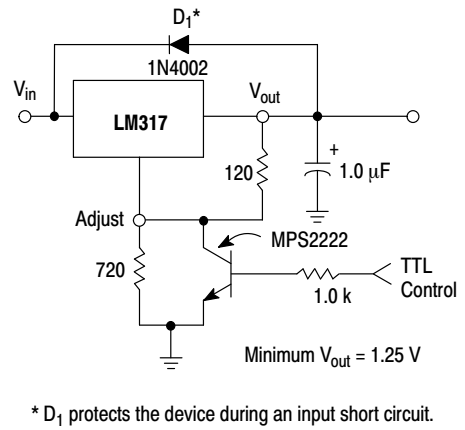 D₁*
1N4002
Vin
LM317
Vout
120
+
1.0 μF
Adjust
MPS2222
720
1.0 k
TTL
Control
Minimum Vout = 1.25 V
* D₁ protects the device during an input short circuit.